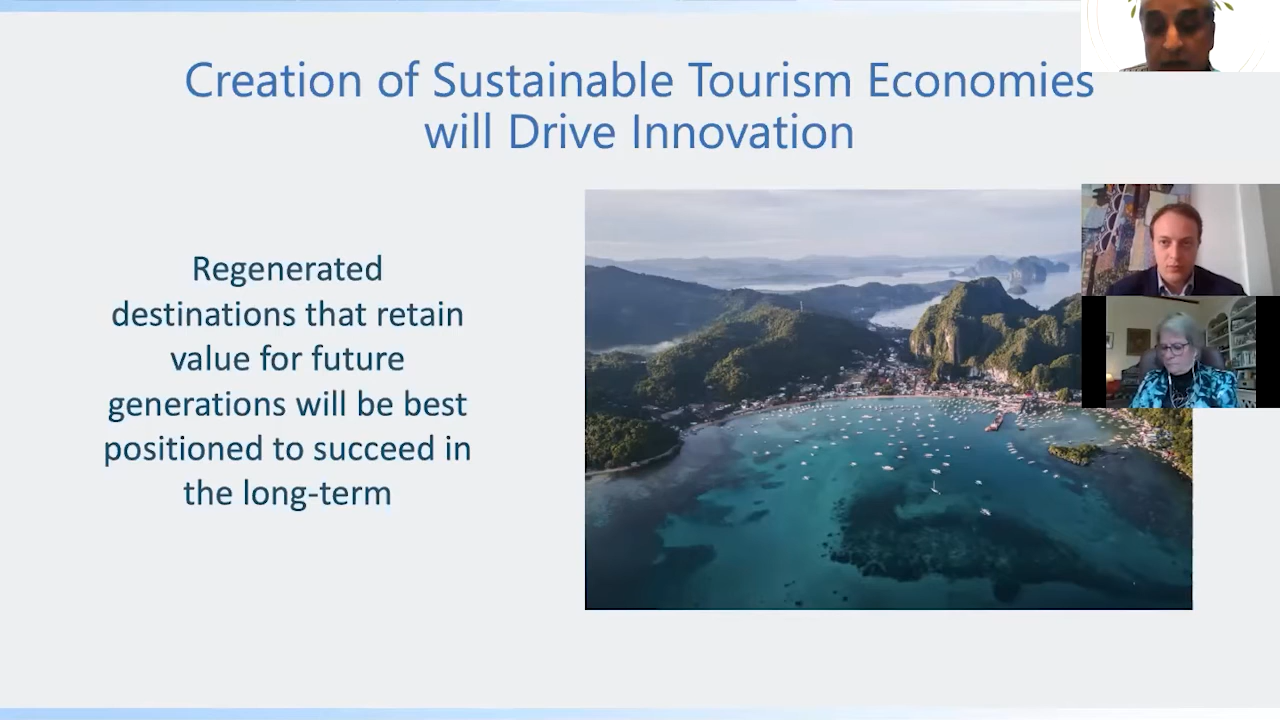 Creation of Sustainable Tourism Economies
will Drive Innovation
Regenerated
destinations that retain
value for future
generations will be best
positioned to succeed in
the long-term